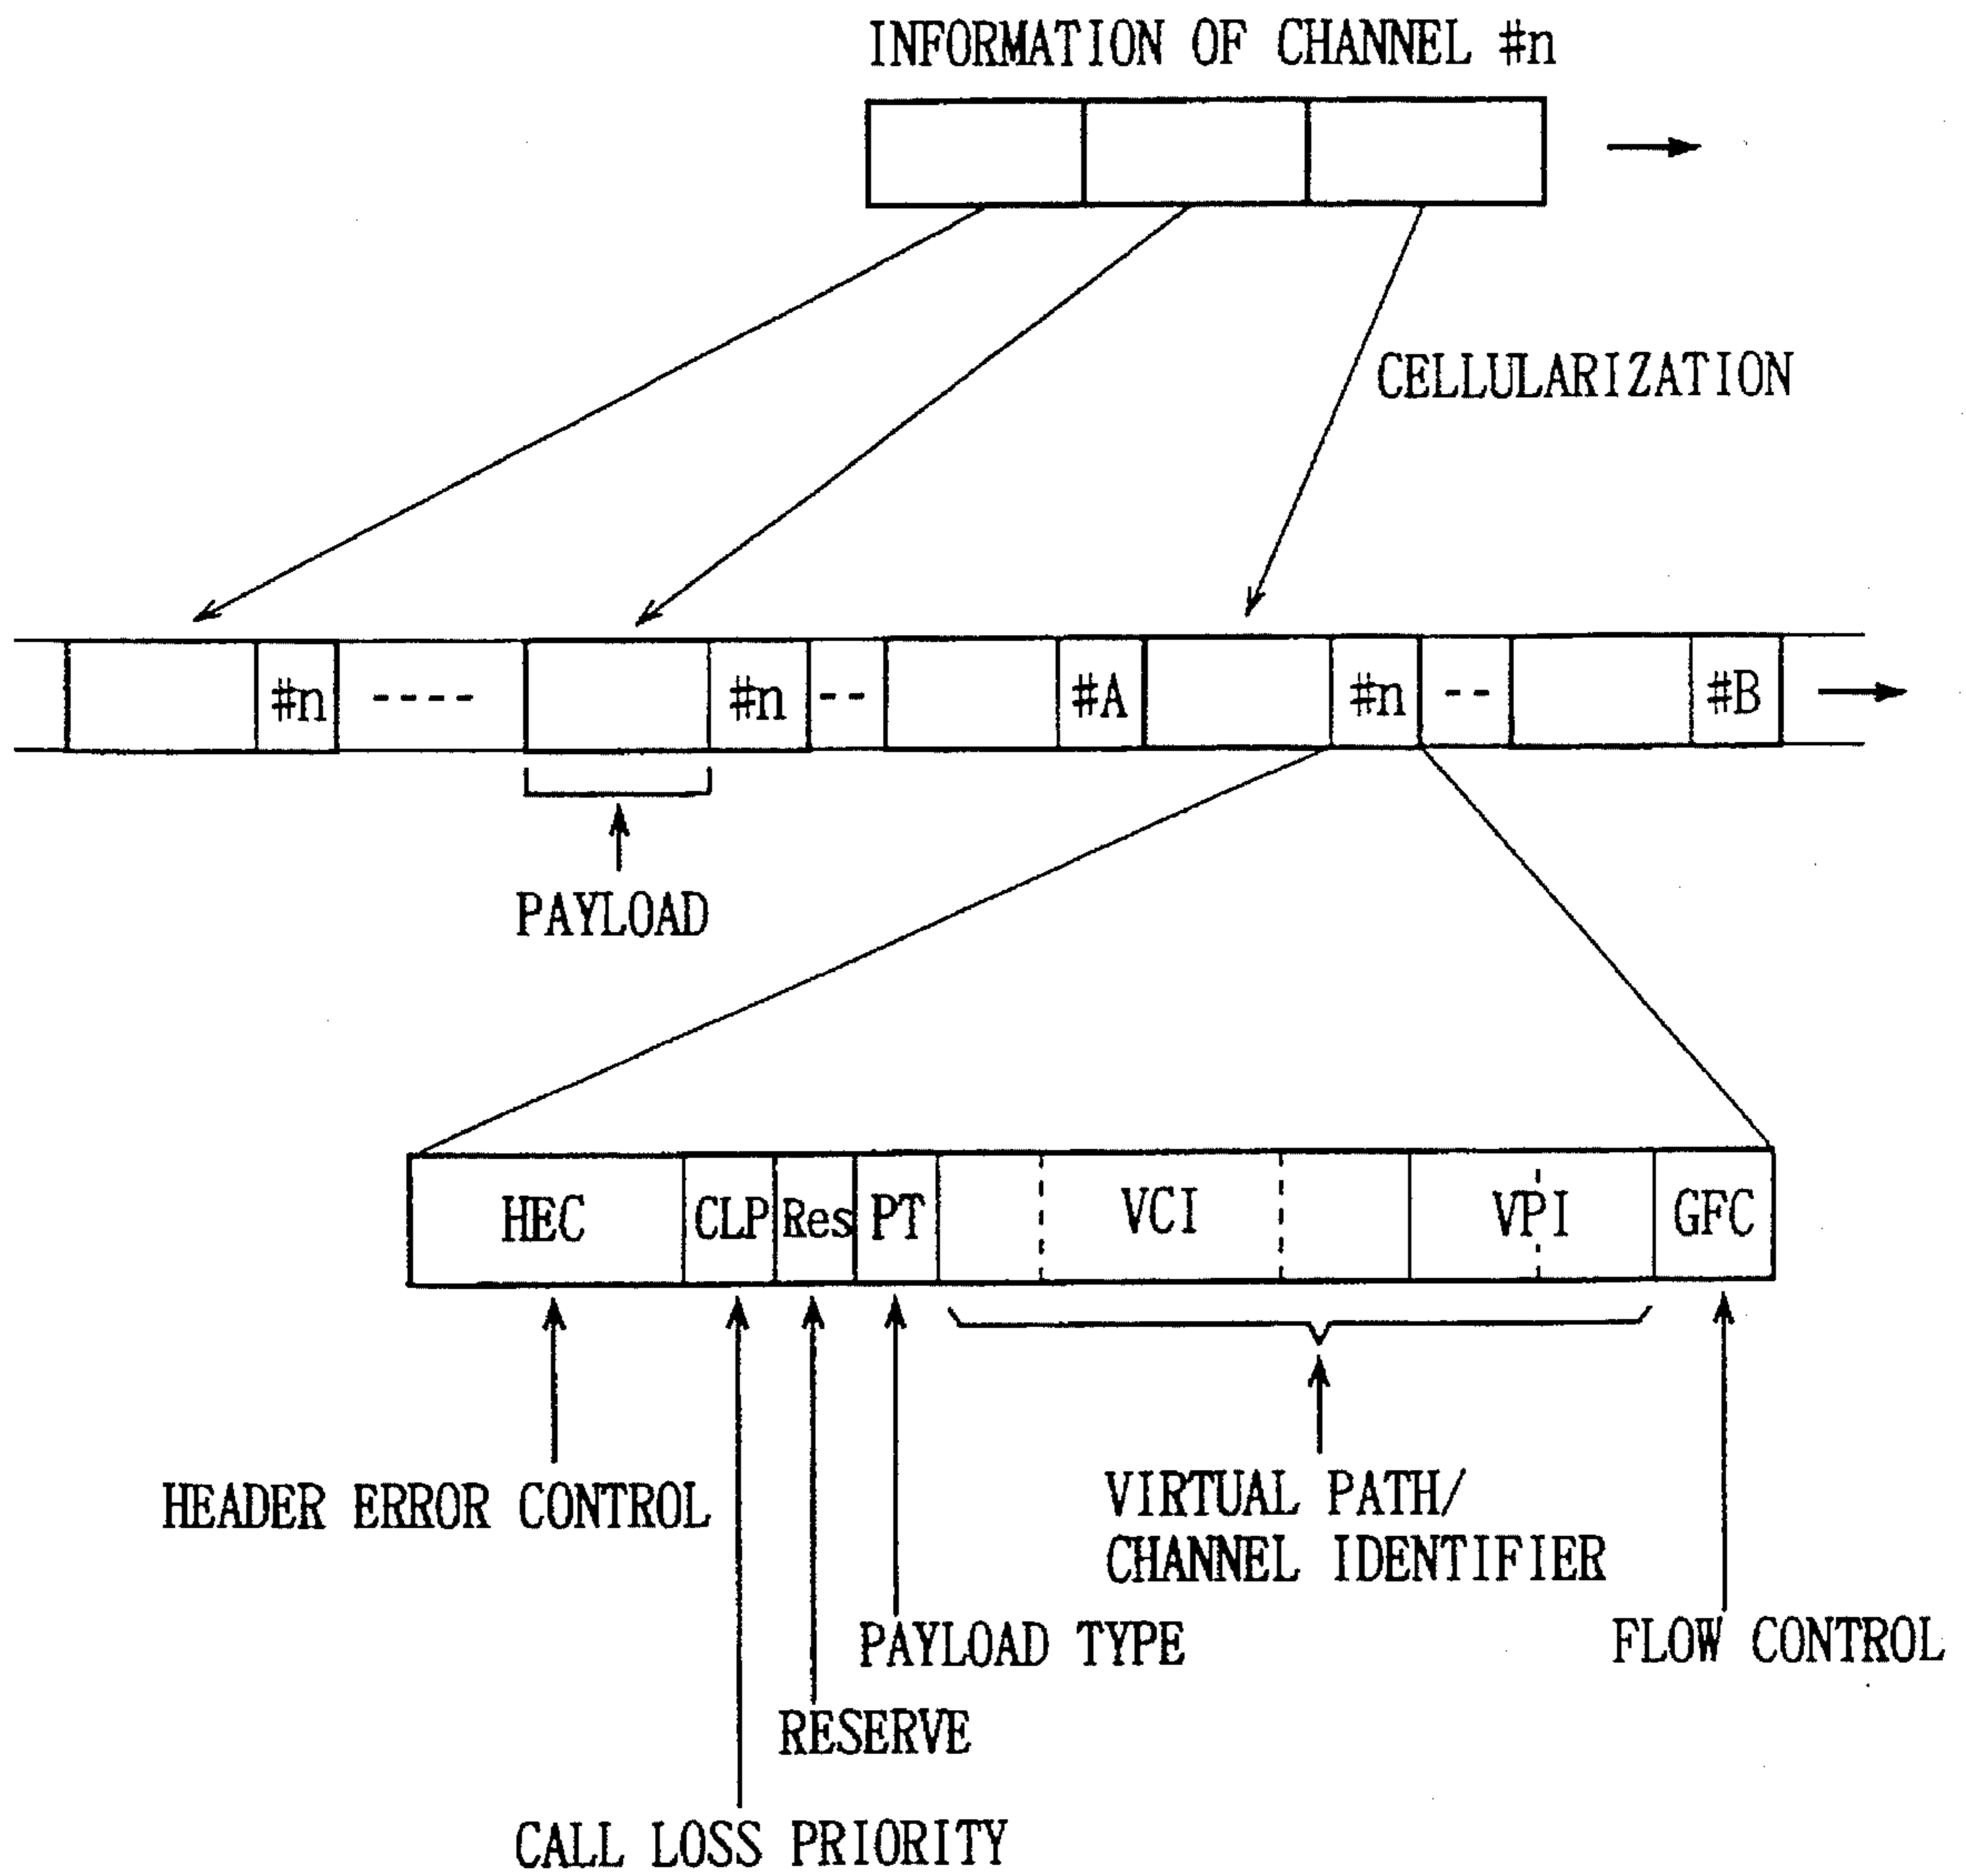 INFORMATION OF CHANNEL #n
CELLULARIZATION
#n ---- #n -- #A #n -- #B
PAYLOAD
HEC CLP Res PT VCI VPI GFC
HEADER ERROR CONTROL
VIRTUAL PATH/
CHANNEL IDENTIFIER
PAYLOAD TYPE
FLOW CONTROL
RESERVE
CALL LOSS PRIORITY